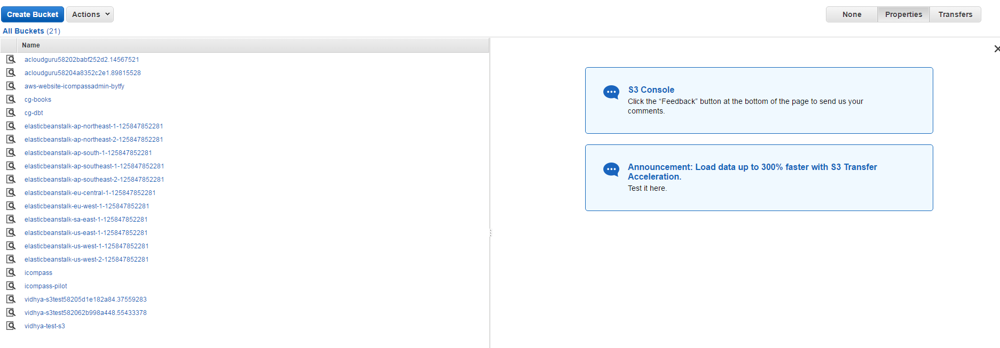 Create Bucket Actions None Properties Transfers
All Buckets (21)
Name
acloudguru58202babf252d2.14567521
acloudguru58204a8352c2e1.89815528
aws-website-icompassadmin-bytfy
cg-books
cg-dbt
elasticbeanstalk-ap-northeast-1-125847852281
elasticbeanstalk-ap-northeast-2-125847852281
elasticbeanstalk-ap-south-1-125847852281
elasticbeanstalk-ap-southeast-1-125847852281
elasticbeanstalk-ap-southeast-2-125847852281
elasticbeanstalk-eu-central-1-125847852281
elasticbeanstalk-eu-west-1-125847852281
elasticbeanstalk-sa-east-1-125847852281
elasticbeanstalk-us-east-1-125847852281
elasticbeanstalk-us-west-1-125847852281
elasticbeanstalk-us-west-2-125847852281
icompass
icompass-pilot
vidhya-s3test58205d1e182a84.37559283
vidhya-s3test582062b998a448.55433378
vidhya-test-s3
S3 Console
Click the “Feedback” button at the bottom of the page to send us your
comments.
Announcement: Load data up to 300% faster with S3 Transfer
Acceleration.
Test it here.